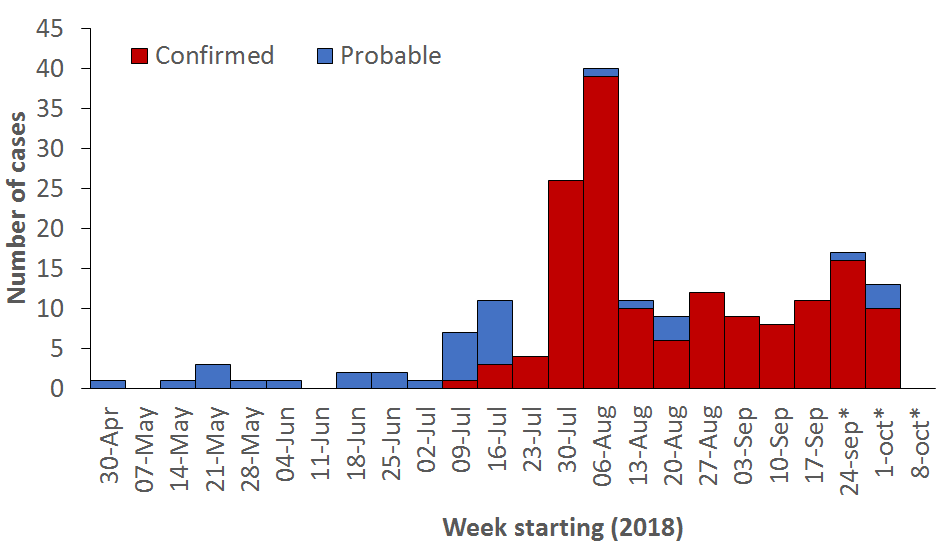 45
40
35
30
25
20
15
10
5
0
Number of cases
Confirmed
Probable
30-Apr
07-May
14-May
21-May
28-May
04-Jun
11-Jun
18-Jun
25-Jun
02-Jul
09-Jul
16-Jul
23-Jul
30-Jul
06-Aug
13-Aug
20-Aug
27-Aug
03-Sep
10-Sep
17-Sep
24-sep*
1-oct*
8-oct*
Week starting (2018)